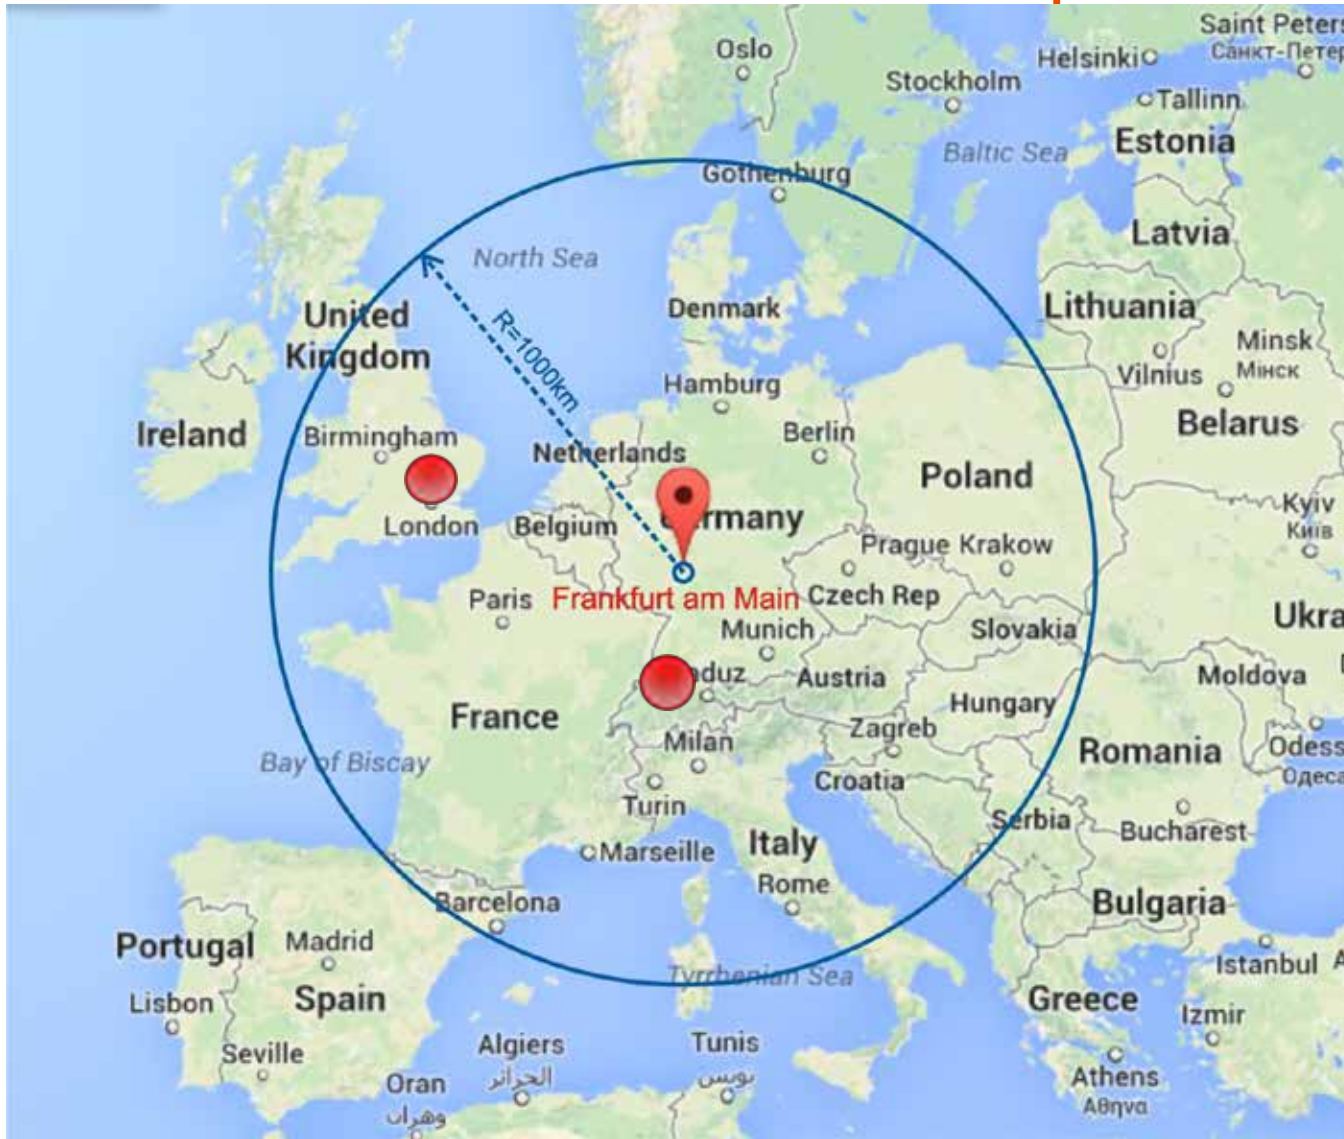 Saint Peters
Санкт-Петер
Oslo
Helsinki
Stockholm
Tallinn
Estonia
Baltic Sea
Gothenburg
Latvia
North Sea
United
Kingdom
Denmark
Lithuania
R=1000km
Minsk
Мінск
Vilnius
Hamburg
Ireland
Birmingham
Netherlands
Berlin
Belarus
Poland
London
Belgium
Germany
Kyiv
Київ
Prague
Krakow
Paris
Frankfurt am Main
Czech Rep
Munich
Slovakia
Ukra
aduz
Austria
Moldova
France
Hungary
Milan
Zagreb
Romania
Odess
Одеса
Bay of Biscay
Turin
Croatia
Serbia
Bucharest
Marseille
Italy
Rome
Barcelona
Bulgaria
Portugal
Madrid
Tyrrhenian Sea
Istanbul
Lisbon
Spain
Greece
Izmir
Seville
Algiers
الجزائر
Tunis
تونس
Oran
وهران
Athens
Αθήνα